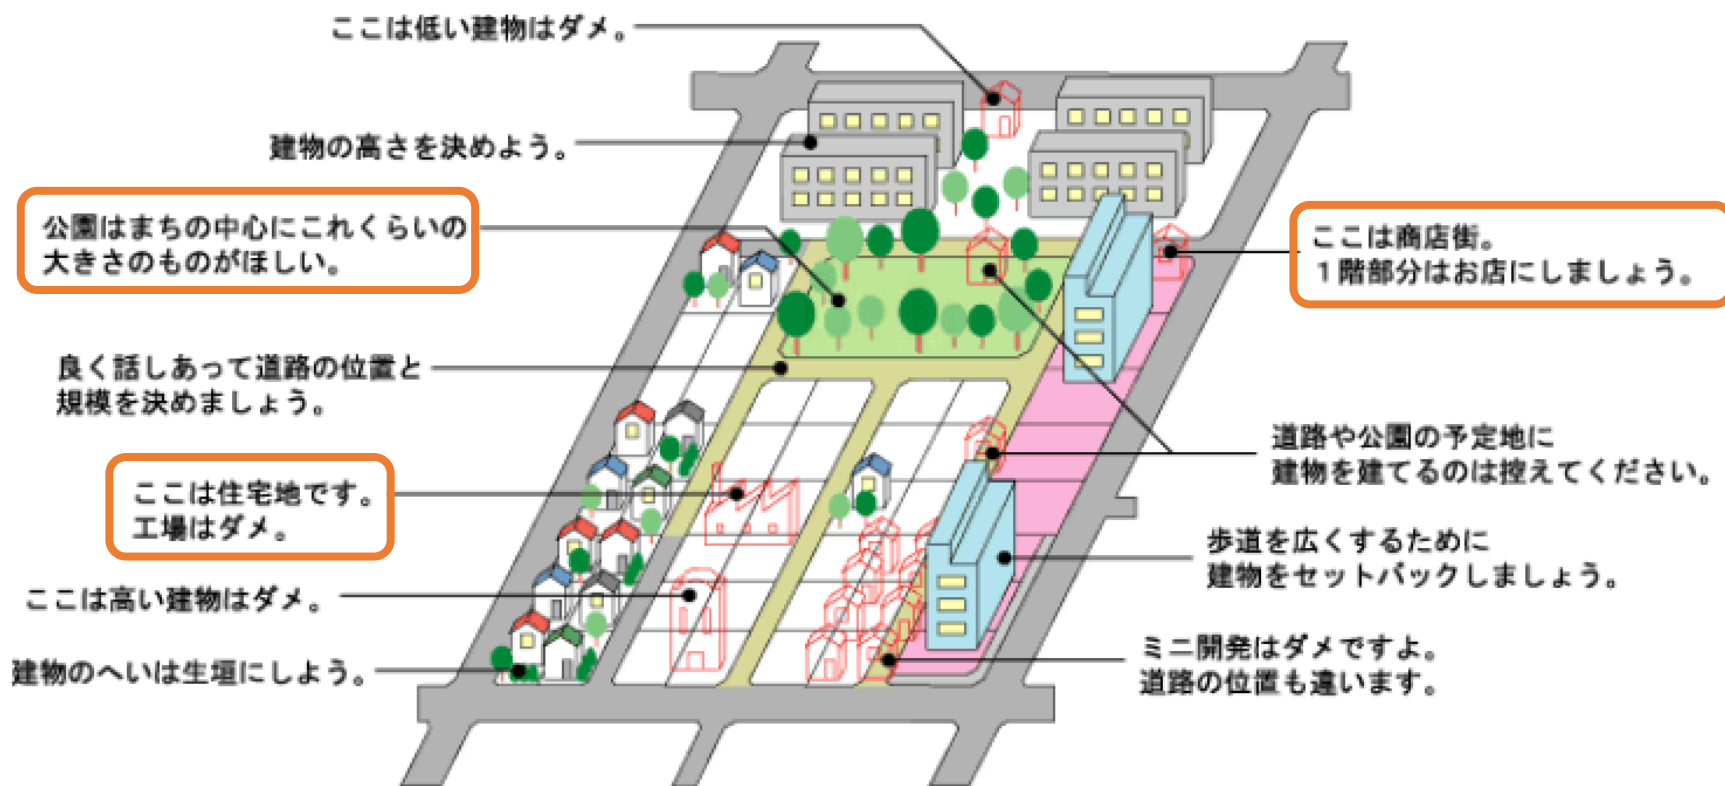 ここは低い建物はダメ。
建物の高さを決めよう。
公園はまちの中心にこれくらいの
大きさのものがほしい。
ここは商店街。
１階部分はお店にしましょう。
良く話しあって道路の位置と
規模を決めましょう。
道路や公園の予定地に
建物を建てるのは控えてください。
ここは住宅地です。
工場はダメ。
歩道を広くするために
建物をセットバックしましょう。
ここは高い建物はダメ。
建物のへいは生垣にしよう。
ミニ開発はダメですよ。
道路の位置も違います。